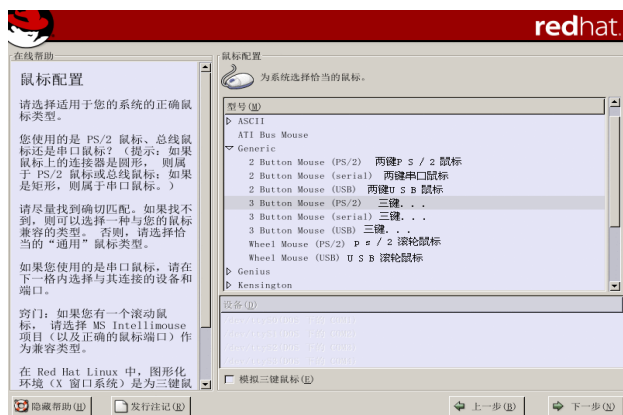 redhat.
在线帮助
鼠标配置
请选择适用于您的系统的正确鼠
标类型。
您使用的是 PS/2 鼠标、总线鼠
标还是串口鼠标？（提示：如果
鼠标上的连接器是圆形， 则属
于 PS/2 鼠标或总线鼠标；如果
是矩形，则属于串口鼠标。）
请尽量找到确切匹配。如果找不
到，则可以选择一种与您的鼠标
兼容的类型。 否则，请选择恰
当的“通用”鼠标类型。
如果您使用的是串口鼠标，请在
下一格内选择与其连接的设备和
端口。
窍门：如果您有一个滚动鼠
标， 请选择 MS Intellimouse
项目（以及正确的鼠标端口）作
为兼容类型。
在 Red Hat Linux 中，图形化
环境（X 窗口系统）是为三键鼠
鼠标配置
为系统选择恰当的鼠标。
型号(M)
ASCII
ATI Bus Mouse
Generic
2 Button Mouse (PS/2) 两键P S / 2 鼠标
2 Button Mouse (serial) 两键串口鼠标
2 Button Mouse (USB) 两键U S B 鼠标
3 Button Mouse (PS/2) 三键. . .
3 Button Mouse (serial) 三键. . .
3 Button Mouse (USB) 三键. . .
Wheel Mouse (PS/2) P s / 2 滚轮鼠标
Wheel Mouse (USB) U S B 滚轮鼠标
Genius
Kensington
设备(D)
模拟三键鼠标(E)
隐藏帮助(H)
发行注记(R)
上一步(B)
下一步(N)